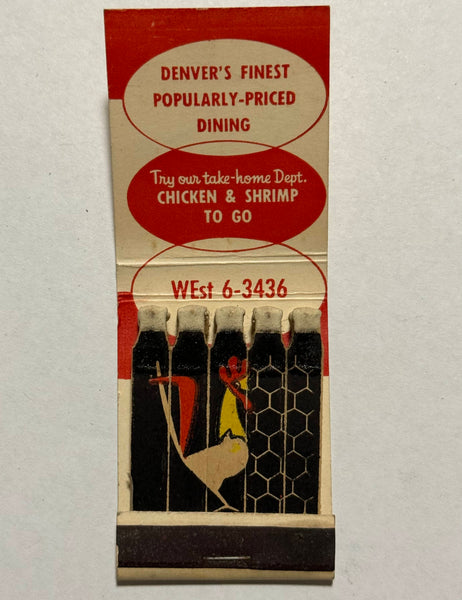 DENVER'S FINEST
POPULARLY-PRICED
DINING
Try our take-home Dept.
CHICKEN & SHRIMP
TO GO
WEst 6-3436